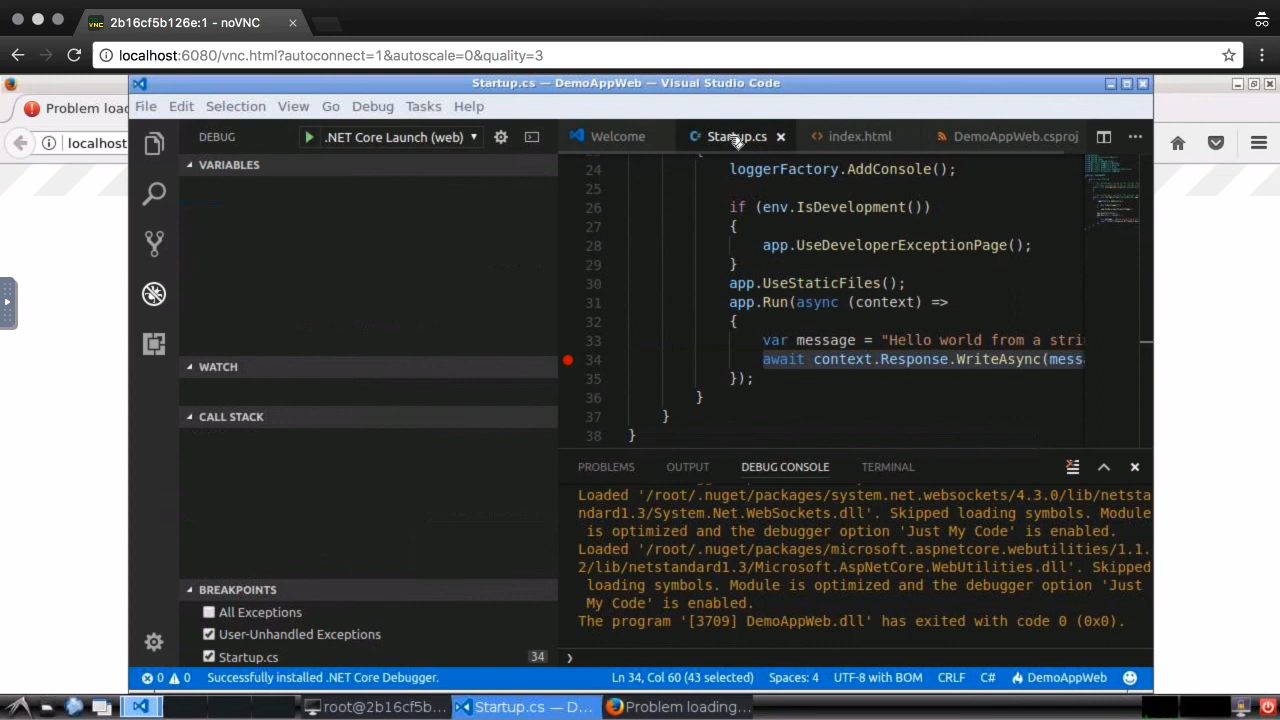 2b16cf5b126e:1 - noVNC
localhost:6080/vnc.html?autoconnect=1&autoscale=0&quality=3
Startup.cs — DemoAppWeb — Visual Studio Code
File Edit Selection View Go Debug Tasks Help
Problem loa
localhost
DEBUG .NET Core Launch (web)
Welcome Startup.cs index.html DemoAppWeb.csproj
VARIABLES
WATCH
CALL STACK
BREAKPOINTS
All Exceptions
User-Unhandled Exceptions
Startup.cs 34
24 loggerFactory.AddConsole();
25
26 if (env.IsDevelopment())
27 {
28 app.UseDeveloperExceptionPage();
29 }
30 app.UseStaticFiles();
31 app.Run(async (context) =>
32 {
33 var message = "Hello world from a stri
34 await context.Response.WriteAsync(mess
35 });
36 }
37 }
38 }
PROBLEMS OUTPUT DEBUG CONSOLE TERMINAL
Loaded '/root/.nuget/packages/system.net.websockets/4.3.0/lib/netsta
ndard1.3/System.Net.WebSockets.dll'. Skipped loading symbols. Module
is optimized and the debugger option 'Just My Code' is enabled.
Loaded '/root/.nuget/packages/microsoft.aspnetcore.webutilities/1.1.
2/lib/netstandard1.3/Microsoft.AspNetCore.WebUtilities.dll'. Skipped
loading symbols. Module is optimized and the debugger option 'Just
My Code' is enabled.
The program '[3709] DemoAppWeb.dll' has exited with code 0 (0x0).
0 0 Successfully installed .NET Core Debugger. Ln 34, Col 60 (43 selected) Spaces: 4 UTF-8 with BOM CRLF C# DemoAppWeb
root@2b16cf5b... Startup.cs — D... Problem loading...